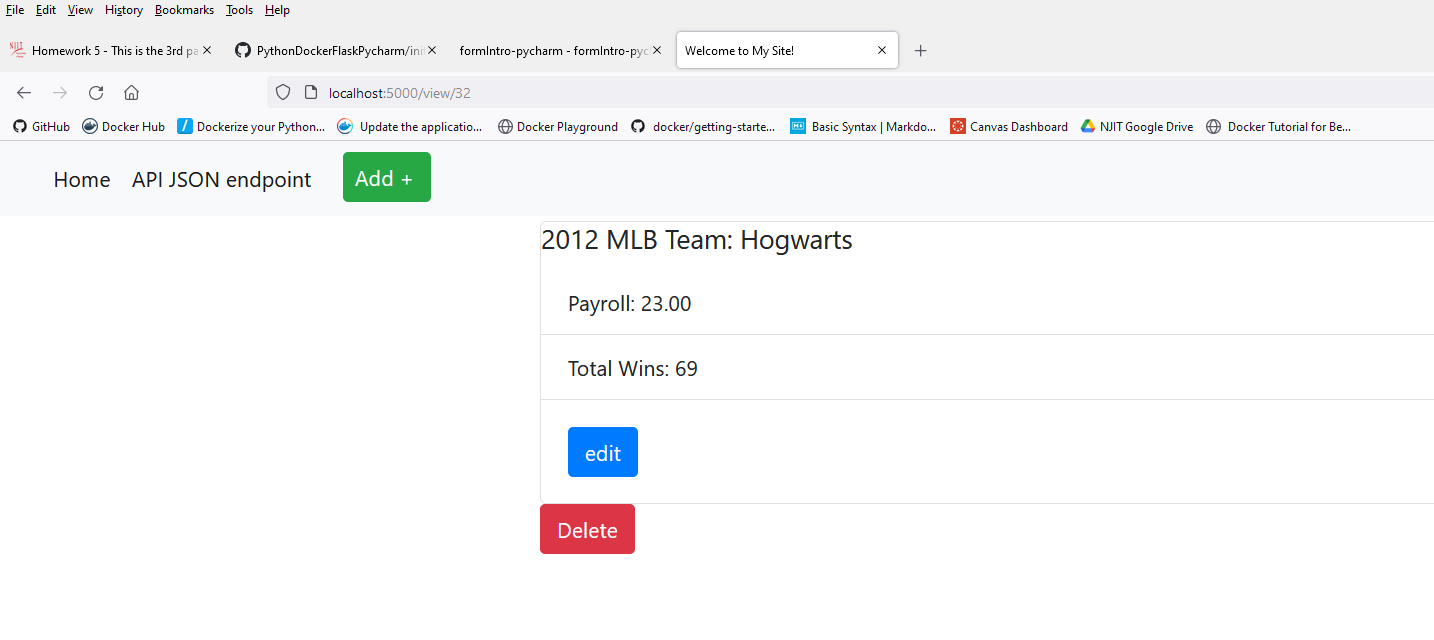 File Edit View History Bookmarks Tools Help
NJIT Homework 5 - This is the 3rd pa PythonDockerFlaskPycharm/init formIntro-pycharm - formIntro-pyc Welcome to My Site!
localhost:5000/view/32
GitHub Docker Hub Dockerize your Python... Update the applicatio... Docker Playground docker/getting-starte... Basic Syntax | Markdo... Canvas Dashboard NJIT Google Drive Docker Tutorial for Be...
Home API JSON endpoint Add +
2012 MLB Team: Hogwarts
Payroll: 23.00
Total Wins: 69
edit
Delete